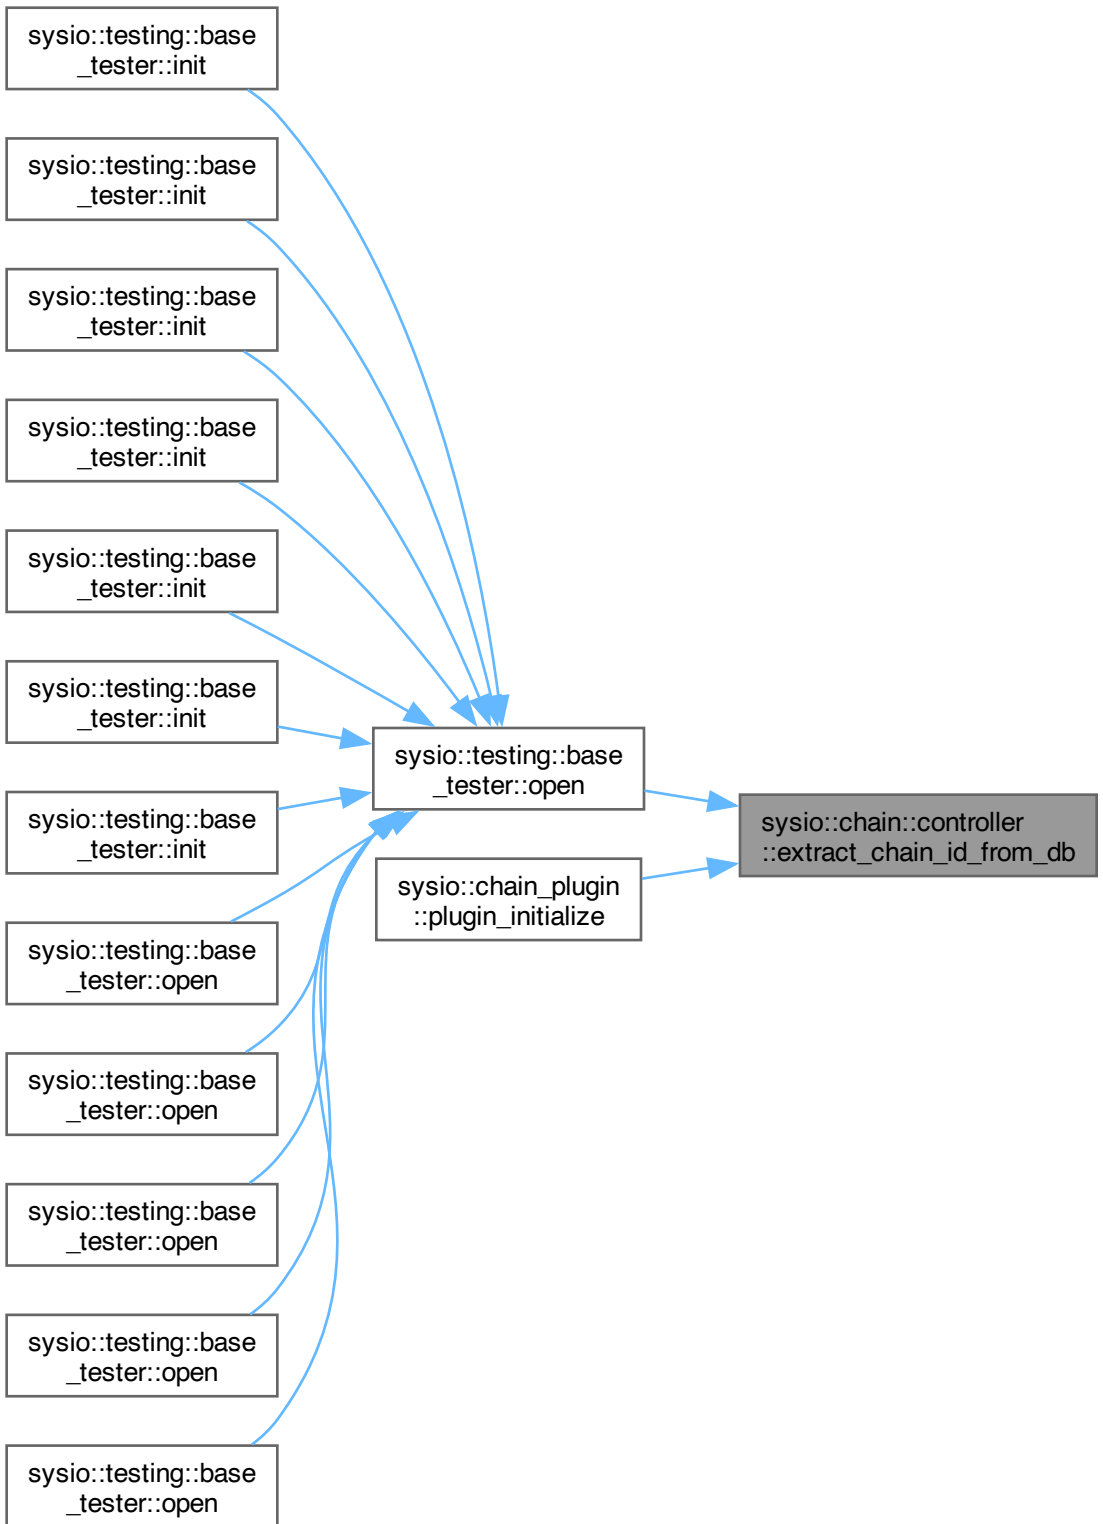 sysio::testing::base
_tester::init
sysio::testing::base
_tester::init
sysio::testing::base
_tester::init
sysio::testing::base
_tester::init
sysio::testing::base
_tester::init
sysio::testing::base
_tester::init
sysio::testing::base
_tester::init
sysio::testing::base
_tester::open
sysio::testing::base
_tester::open
sysio::testing::base
_tester::open
sysio::testing::base
_tester::open
sysio::testing::base
_tester::open
sysio::testing::base
_tester::open
sysio::chain_plugin
::plugin_initialize
sysio::chain::controller
::extract_chain_id_from_db